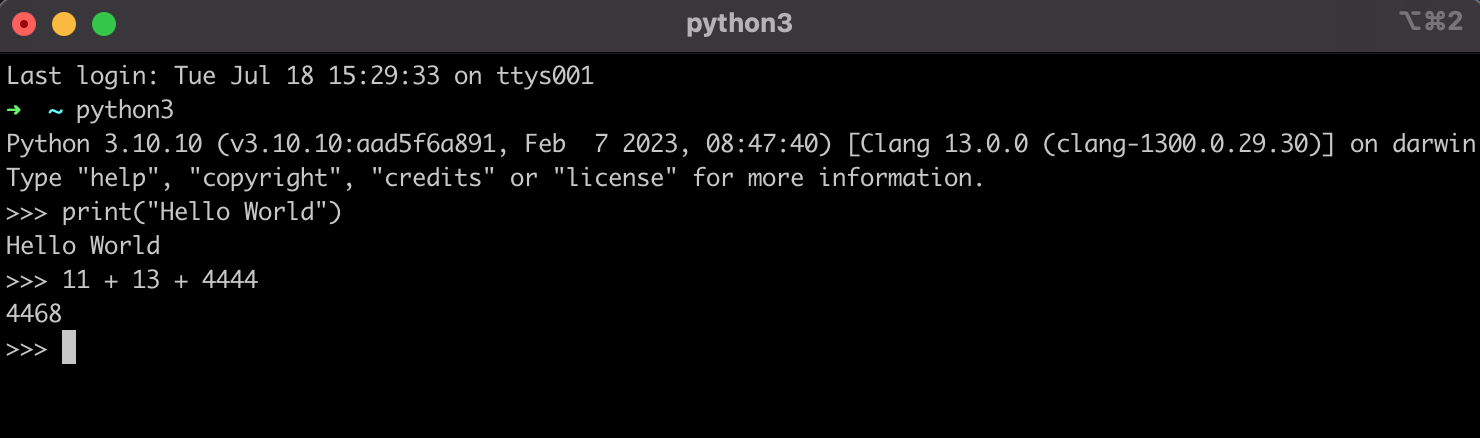 python3
⌥⌘2
Last login: Tue Jul 18 15:29:33 on ttys001
➜  ~ python3
Python 3.10.10 (v3.10.10:aad5f6a891, Feb  7 2023, 08:47:40) [Clang 13.0.0 (clang-1300.0.29.30)] on darwin
Type "help", "copyright", "credits" or "license" for more information.
>>> print("Hello World")
Hello World
>>> 11 + 13 + 4444
4468
>>>